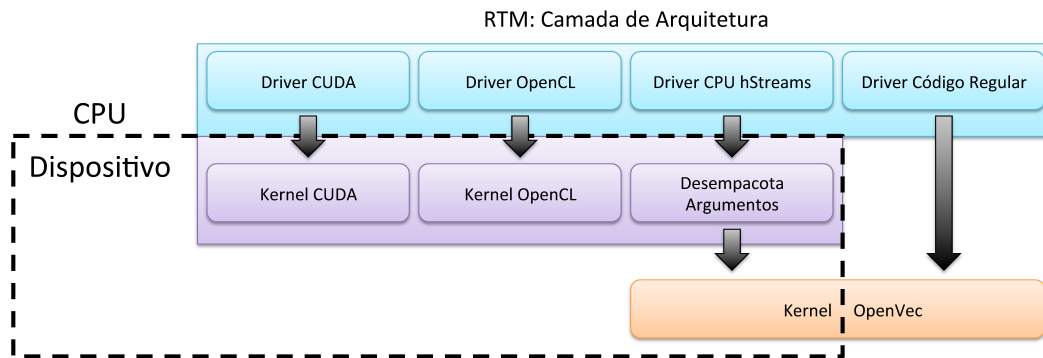 RTM: Camada de Arquitetura
Driver CUDA
Driver OpenCL
Driver CPU hStreams
Driver Código Regular
CPU
Dispositivo
Kernel CUDA
Kernel OpenCL
Desempacota
Argumentos
Kernel OpenVec